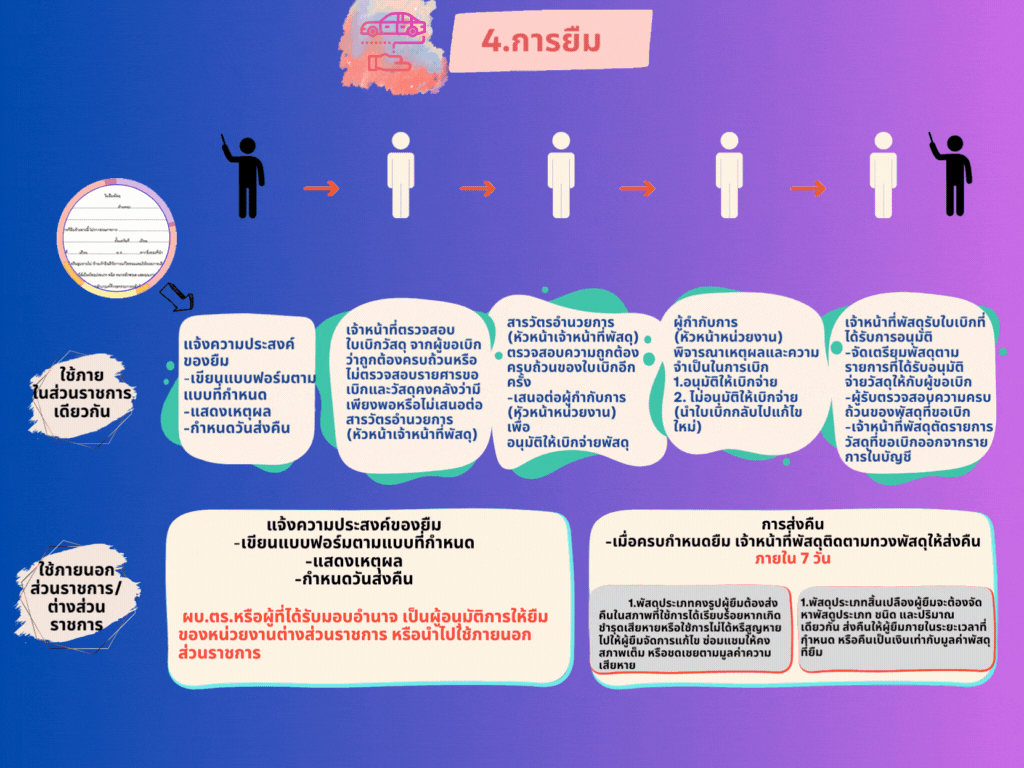 4.การยืม
ใบยืมพัสดุ
ใช้ภาย
ในส่วนราชการ
เดียวกัน
แจ้งความประสงค์
ของยืม
-เขียนแบบฟอร์มตาม
แบบที่กำหนด
-แสดงเหตุผล
-กำหนดวันส่งคืน
เจ้าหน้าที่ตรวจสอบ
ใบเบิกวัสดุ จากผู้ขอเบิก
ว่าถูกต้องครบถ้วนหรือ
ไม่ตรวจสอบรายศารขอ
เบิกและวัสดุคงคลังว่ามี
เพียงพอหรือไม่เสนอต่อ
สารวัตรอำนวยการ
(หัวหน้าเจ้าหน้าที่พัสดุ)
สารวัตรอำนวยการ
(หัวหน้าเจ้าหน้าที่พัสดุ)
ตรวจสอบความถูกต้อง
ครบถ้วนของใบเบิกอีก
ครั้ง
-เสนอต่อผู้กำกับการ
(หัวหน้าหน่วยงาน)
เพื่อ
อนุมัติให้เบิกจ่ายพัสดุ
ผู้กำกับการ
(หัวหน้าหน่วยงาน)
พิจารณาเหตุผลและความ
จำเป็นในการเบิก
1.อนุมัติให้เบิกจ่าย
2. ไม่อนุมัติให้เบิกจ่าย
(นำใบเบิกกลับไปแก้ไข
ใหม่)
เจ้าหน้าที่พัสดุรับใบเบิกที่
ได้รับการอนุมัติ
-จัดเตรียมพัสดุตาม
รายการที่ได้รับอนุมัติ
จ่ายวัสดุให้กับผู้ขอเบิก
-ผู้รับตรวจสอบความครบ
ถ้วนของพัสดุที่ขอเบิก
-เจ้าหน้าที่พัสดุตัดรายการ
วัสดุที่ขอเบิกออกจากราย
การในบัญชี
ใช้ภายนอก
ส่วนราชการ/
ต่างส่วน
ราชการ
แจ้งความประสงค์ของยืม
-เขียนแบบฟอร์มตามแบบที่กำหนด
-แสดงเหตุผล
-กำหนดวันส่งคืน
ผบ.ตร.หรือผู้ที่ได้รับมอบอำนาจ เป็นผู้อนุมัติการให้ยืม
ของหน่วยงานต่างส่วนราชการ หรือนำไปใช้ภายนอก
ส่วนราชการ
การส่งคืน
-เมื่อครบกำหนดยืม เจ้าหน้าที่พัสดุติดตามทวงพัสดุให้ส่งคืน
ภายใน 7 วัน
1.พัสดุประเภทคงรูปผู้ยืมต้องส่ง
คืนในสภาพที่ใช้การได้เรียบร้อยหากเกิด
ชำรุดเสียหายหรือใช้การไม่ได้หรือสูญหาย
ไปให้ผู้ยืมจัดการแก้ไข ซ่อมแซมให้คง
สภาพเดิม หรือชดเชยตามมูลค่าความ
เสียหาย
1.พัสดุประเภทสิ้นเปลืองผู้ยืมจะต้องจัด
หาพัสดุประเภท ชนิด และปริมาณ
เดียวกัน ส่งคืนให้ผู้ยืมภายในระยะเวลาที่
กำหนด หรือคืนเป็นเงินเท่ากับมูลค่าพัสดุ
ที่ยืม